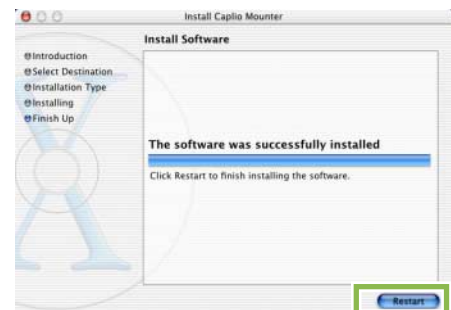 Install Caplio Mounter
Install Software
Introduction
Select Destination
Installation Type
Installing
Finish Up
The software was successfully installed
Click Restart to finish installing the software.
Restart